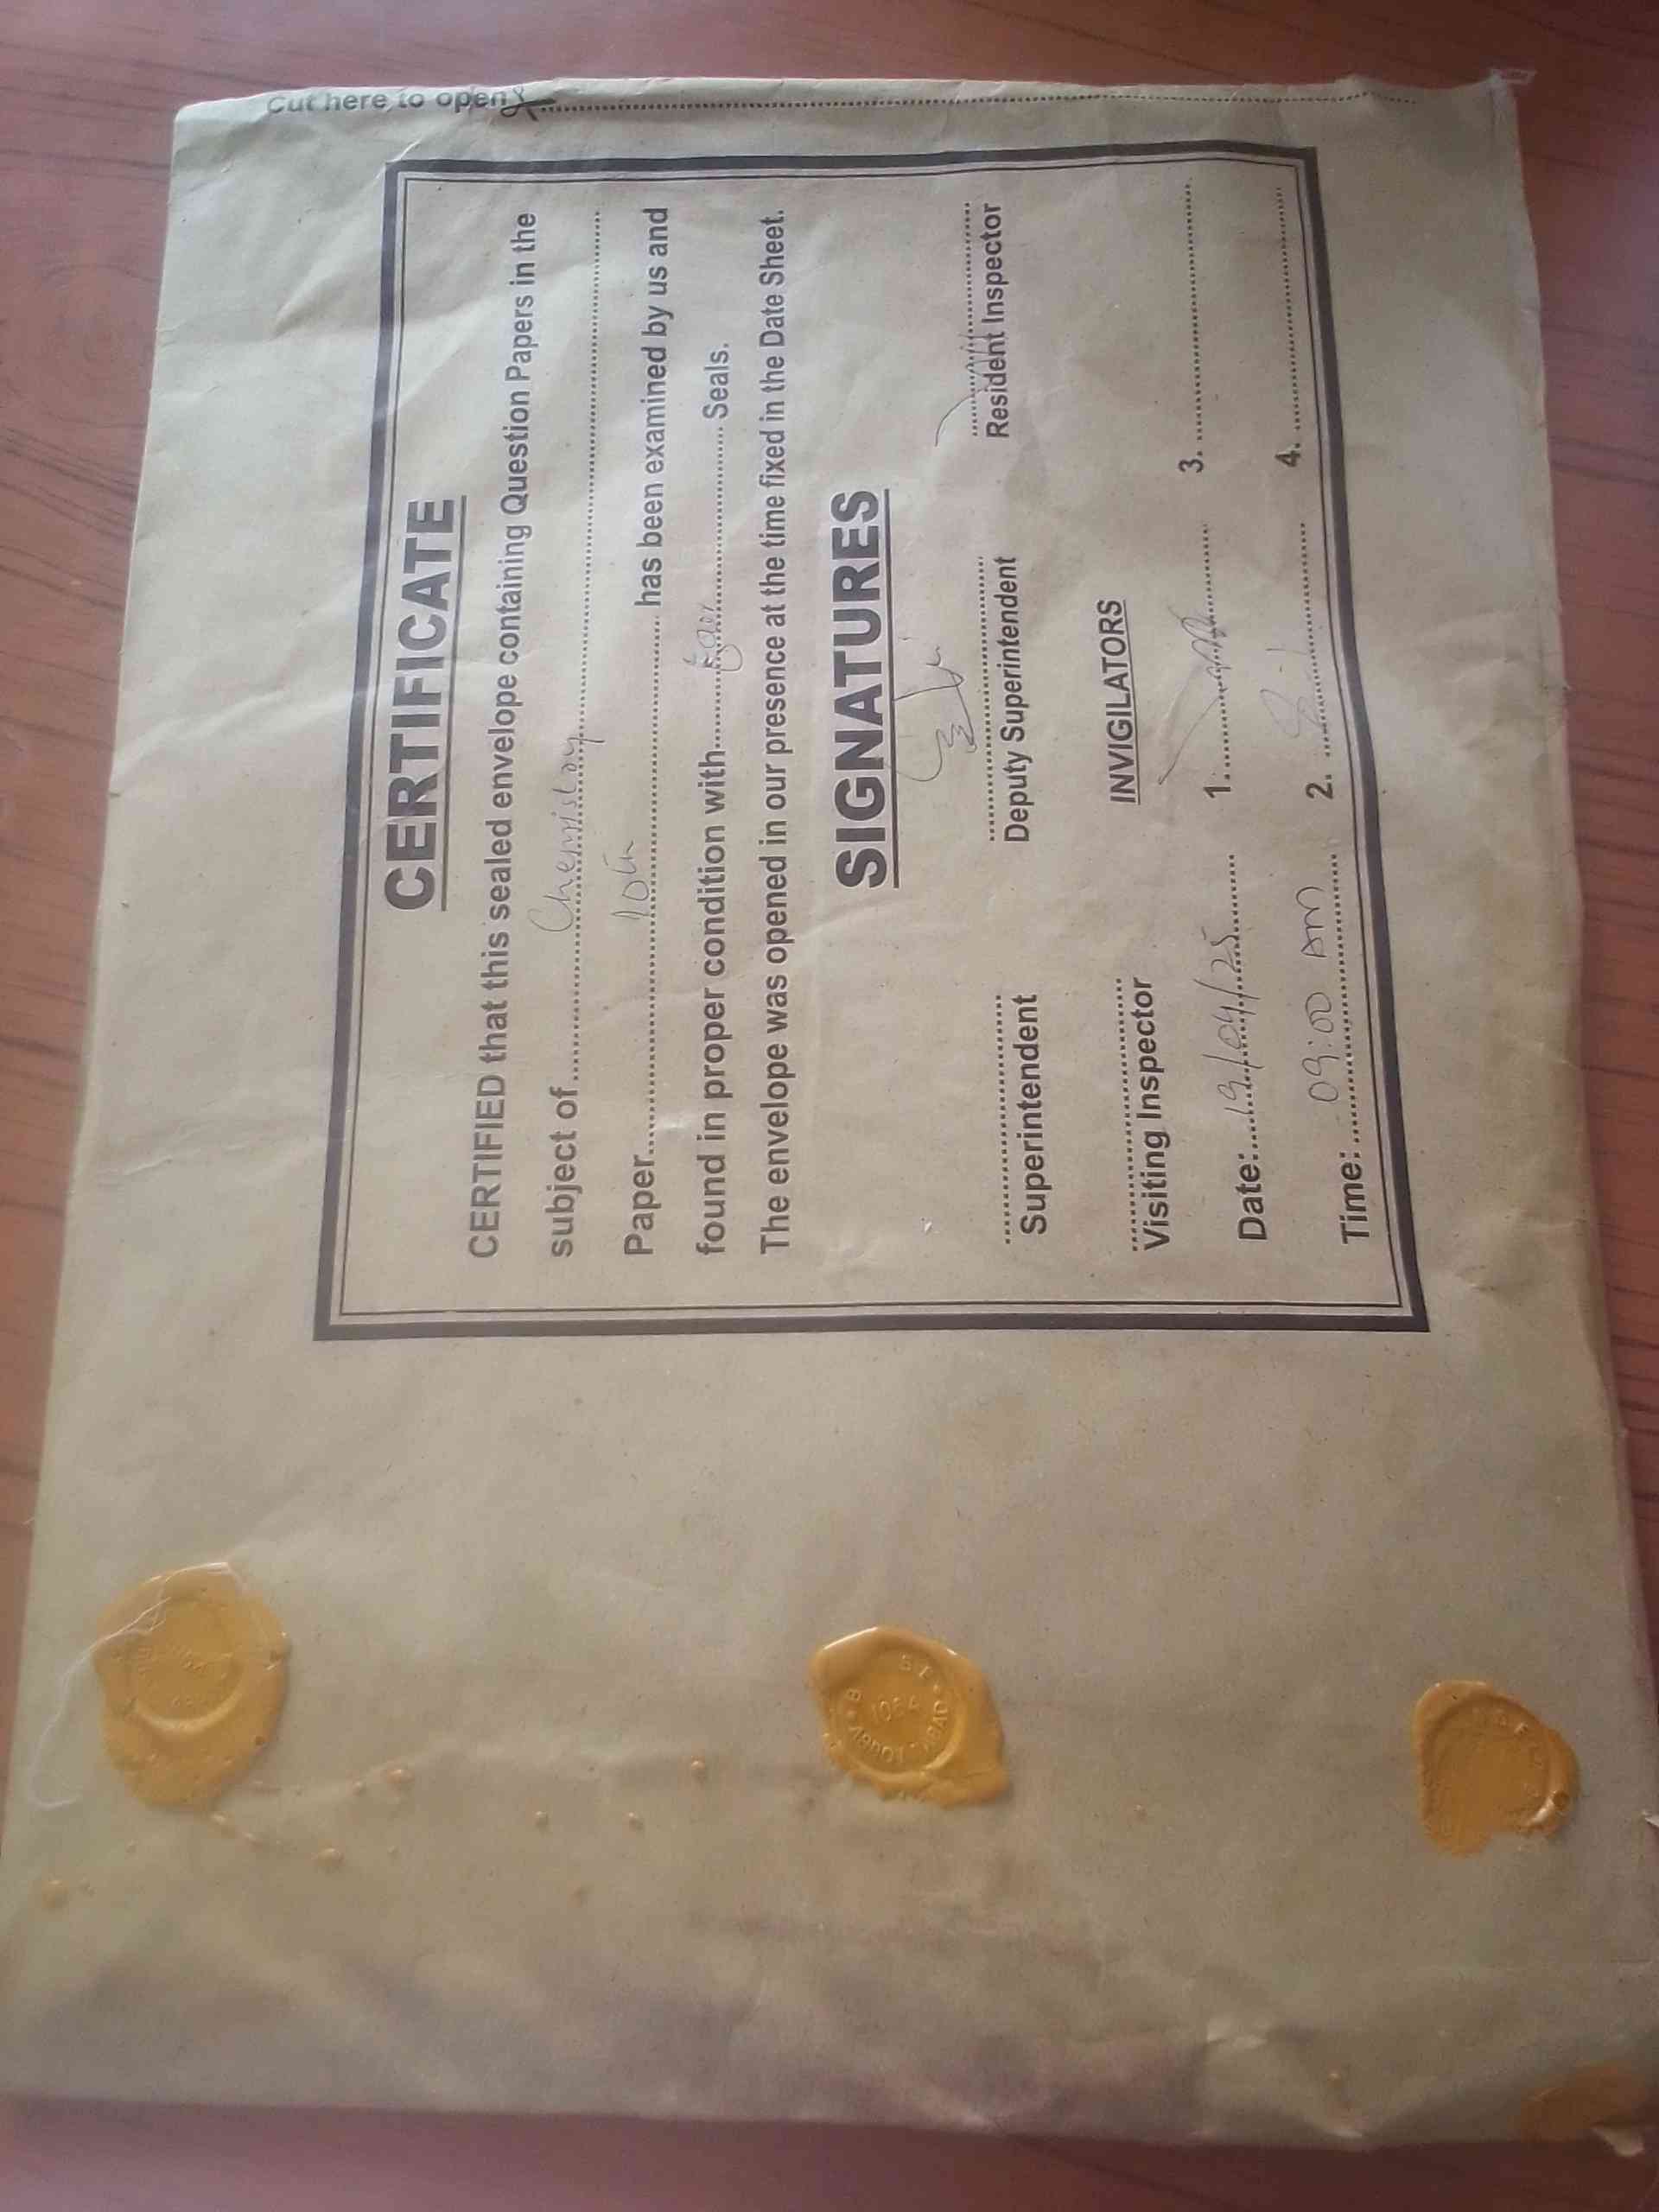 Cut here to open
CERTIFICATE
CERTIFIED that this sealed envelope containing Question Papers in the
subject of Chemistry
Paper 10th has been examined by us and
found in proper condition with Four Seals.
The envelope was opened in our presence at the time fixed in the Date Sheet.
SIGNATURES
Superintendent Deputy Superintendent Resident Inspector
INVIGILATORS
Visiting Inspector 1. 3.
Date: 19/04/25 2. 4.
Time: 09:00 AM
ABBOTTABAD